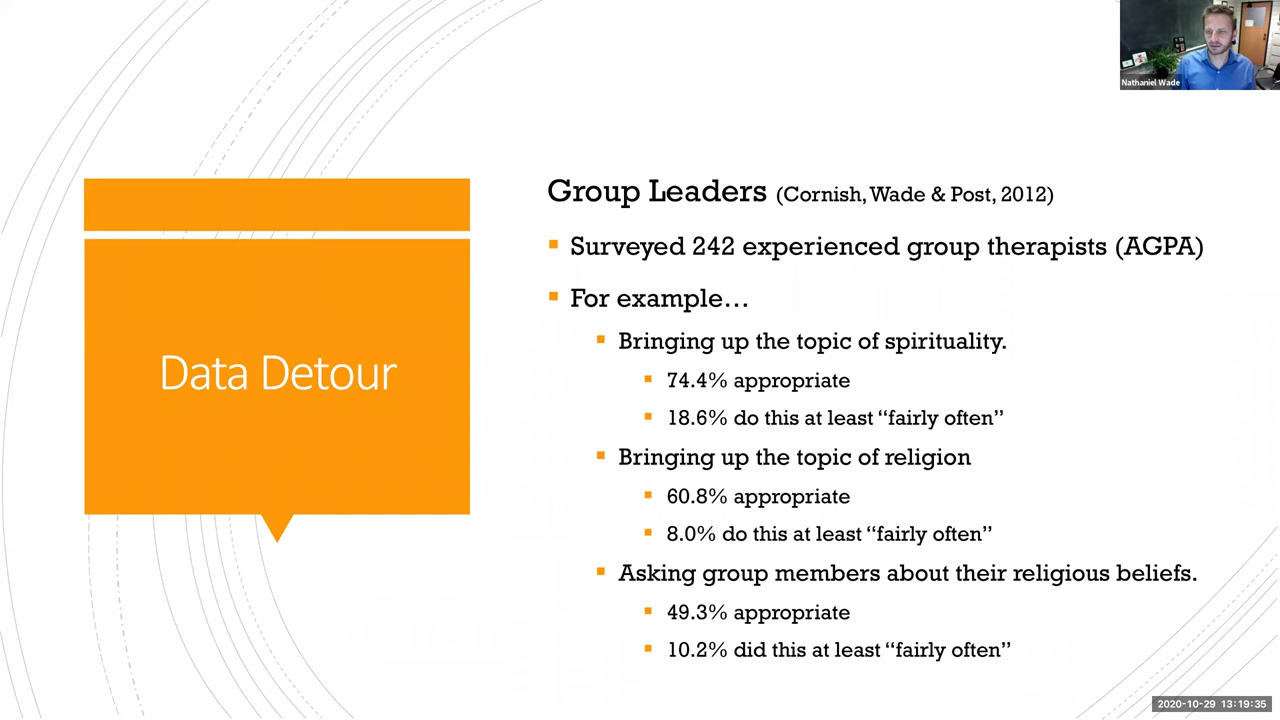 Nathaniel Wade
Data Detour
Group Leaders (Cornish, Wade & Post, 2012)
▪ Surveyed 242 experienced group therapists (AGPA)
▪ For example…
▪ Bringing up the topic of spirituality.
▪ 74.4% appropriate
▪ 18.6% do this at least “fairly often”
▪ Bringing up the topic of religion
▪ 60.8% appropriate
▪ 8.0% do this at least “fairly often”
▪ Asking group members about their religious beliefs.
▪ 49.3% appropriate
▪ 10.2% did this at least “fairly often”
2020-10-29 13:19:35